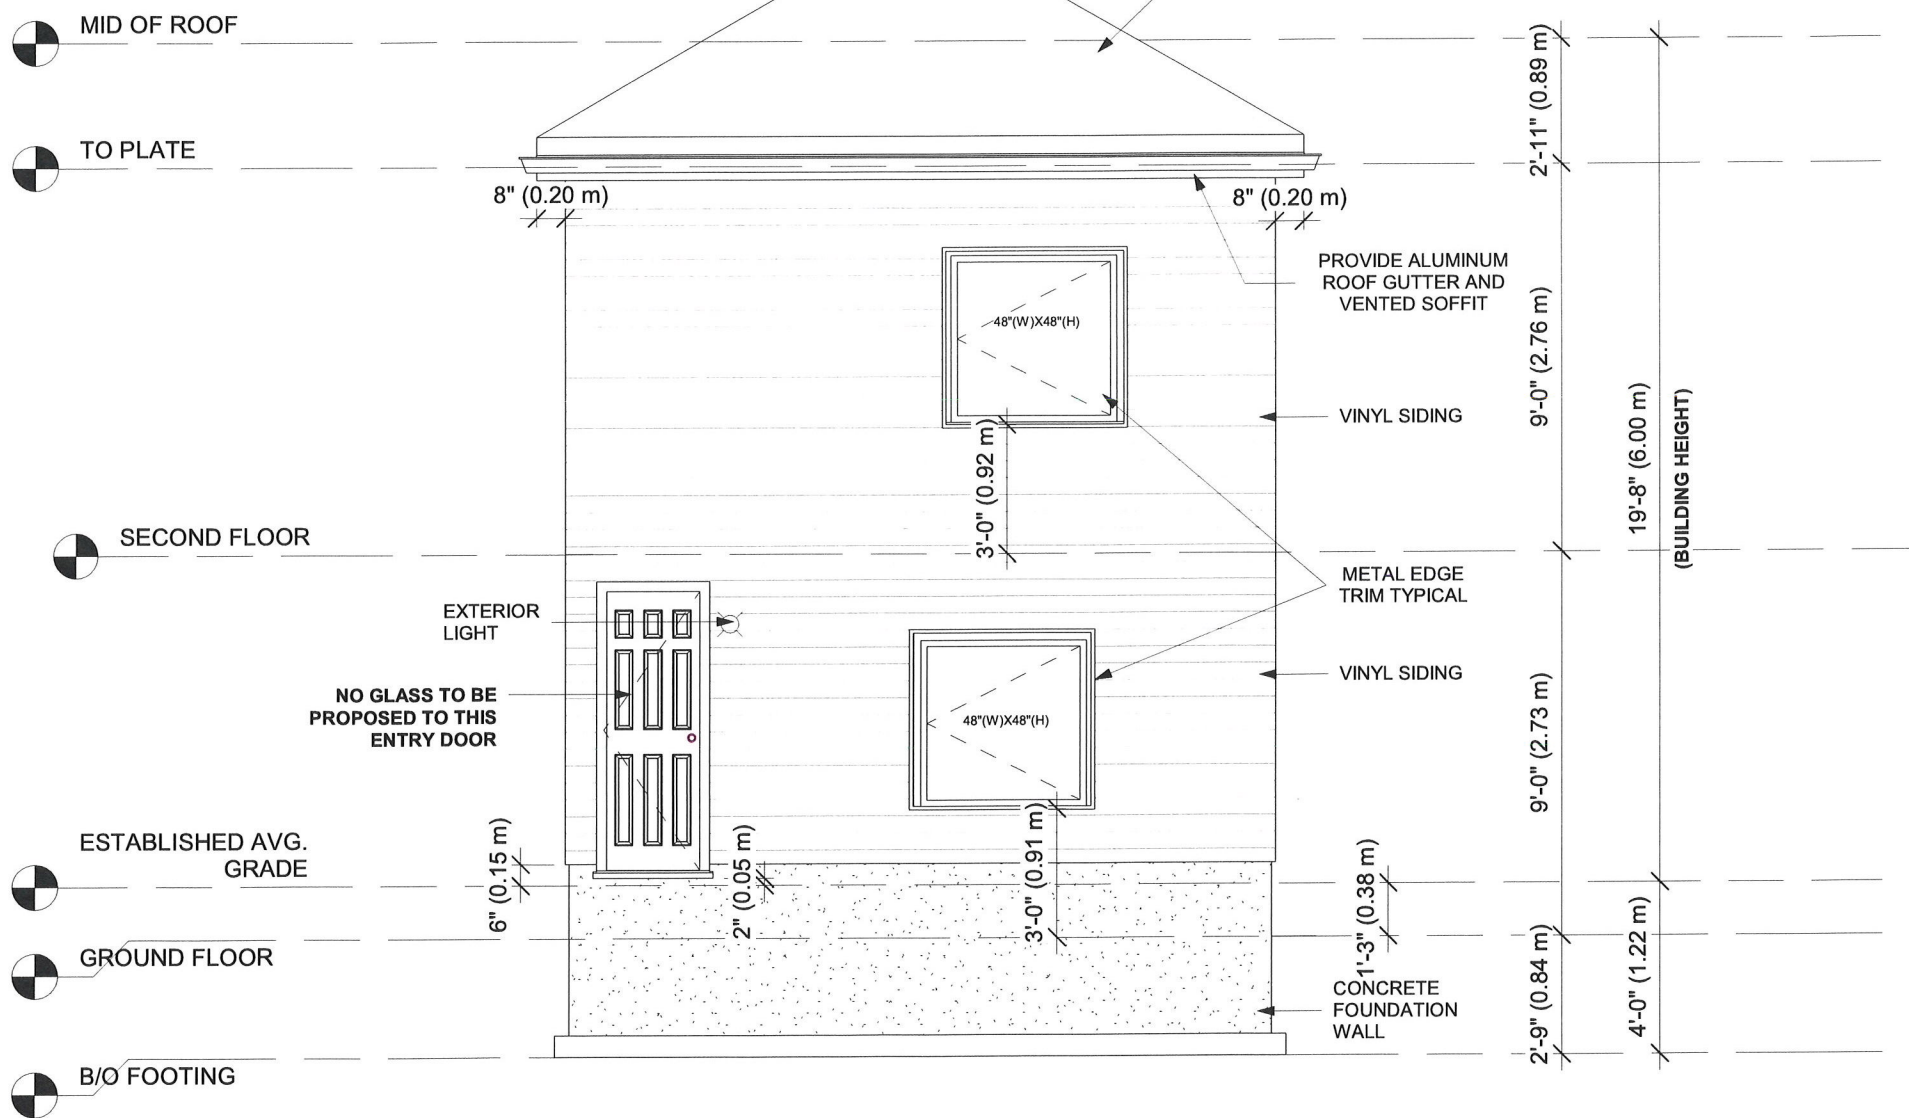 MID OF ROOF
2'-11" (0.89 m)
TO PLATE
8" (0.20 m)
8" (0.20 m)
PROVIDE ALUMINUM
ROOF GUTTER AND
VENTED SOFFIT
48"(W)X48"(H)
9'-0" (2.76 m)
VINYL SIDING
19'-8" (6.00 m)
(BUILDING HEIGHT)
3'-0" (0.92 m)
SECOND FLOOR
METAL EDGE
TRIM TYPICAL
EXTERIOR
LIGHT
VINYL SIDING
NO GLASS TO BE
PROPOSED TO THIS
ENTRY DOOR
48"(W)X48"(H)
9'-0" (2.73 m)
ESTABLISHED AVG.
GRADE
6" (0.15 m)
2" (0.05 m)
3'-0" (0.91 m)
1'-3" (0.38 m)
GROUND FLOOR
2'-9" (0.84 m)
4'-0" (1.22 m)
CONCRETE
FOUNDATION
WALL
B/O FOOTING